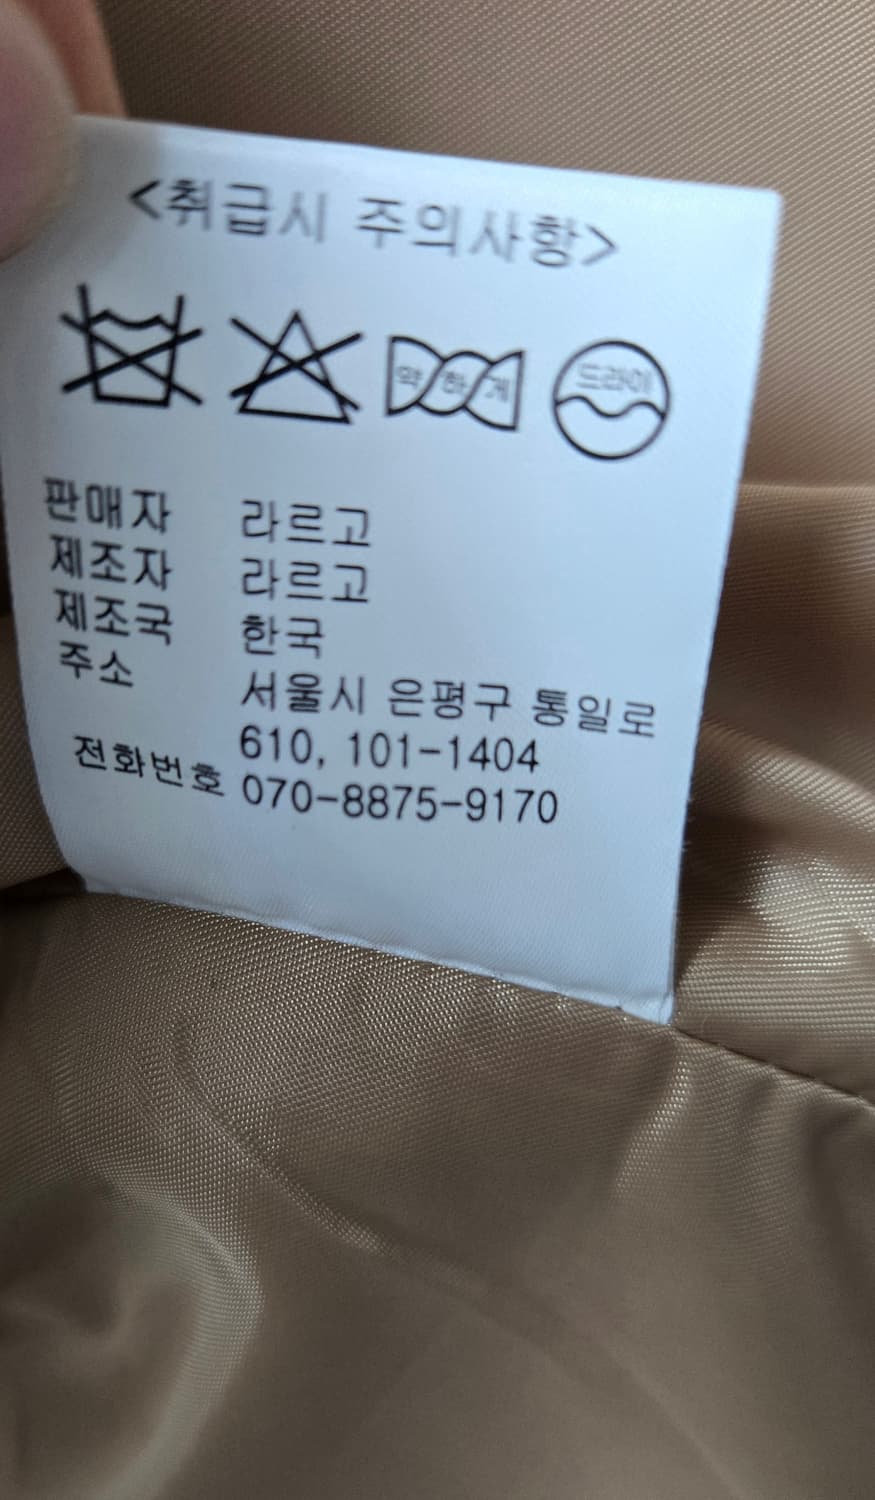 <취급시 주의사항>
약하게 드라이
판매자 라르고
제조자 라르고
제조국 한국
주소 서울시 은평구 통일로
610, 101-1404
전화번호 070-8875-9170